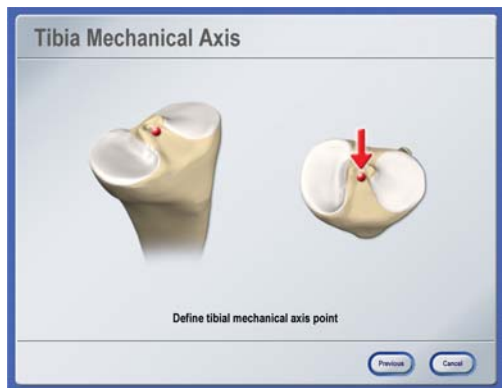 Tibia Mechanical Axis
Define tibial mechanical axis point
Previous
Cancel